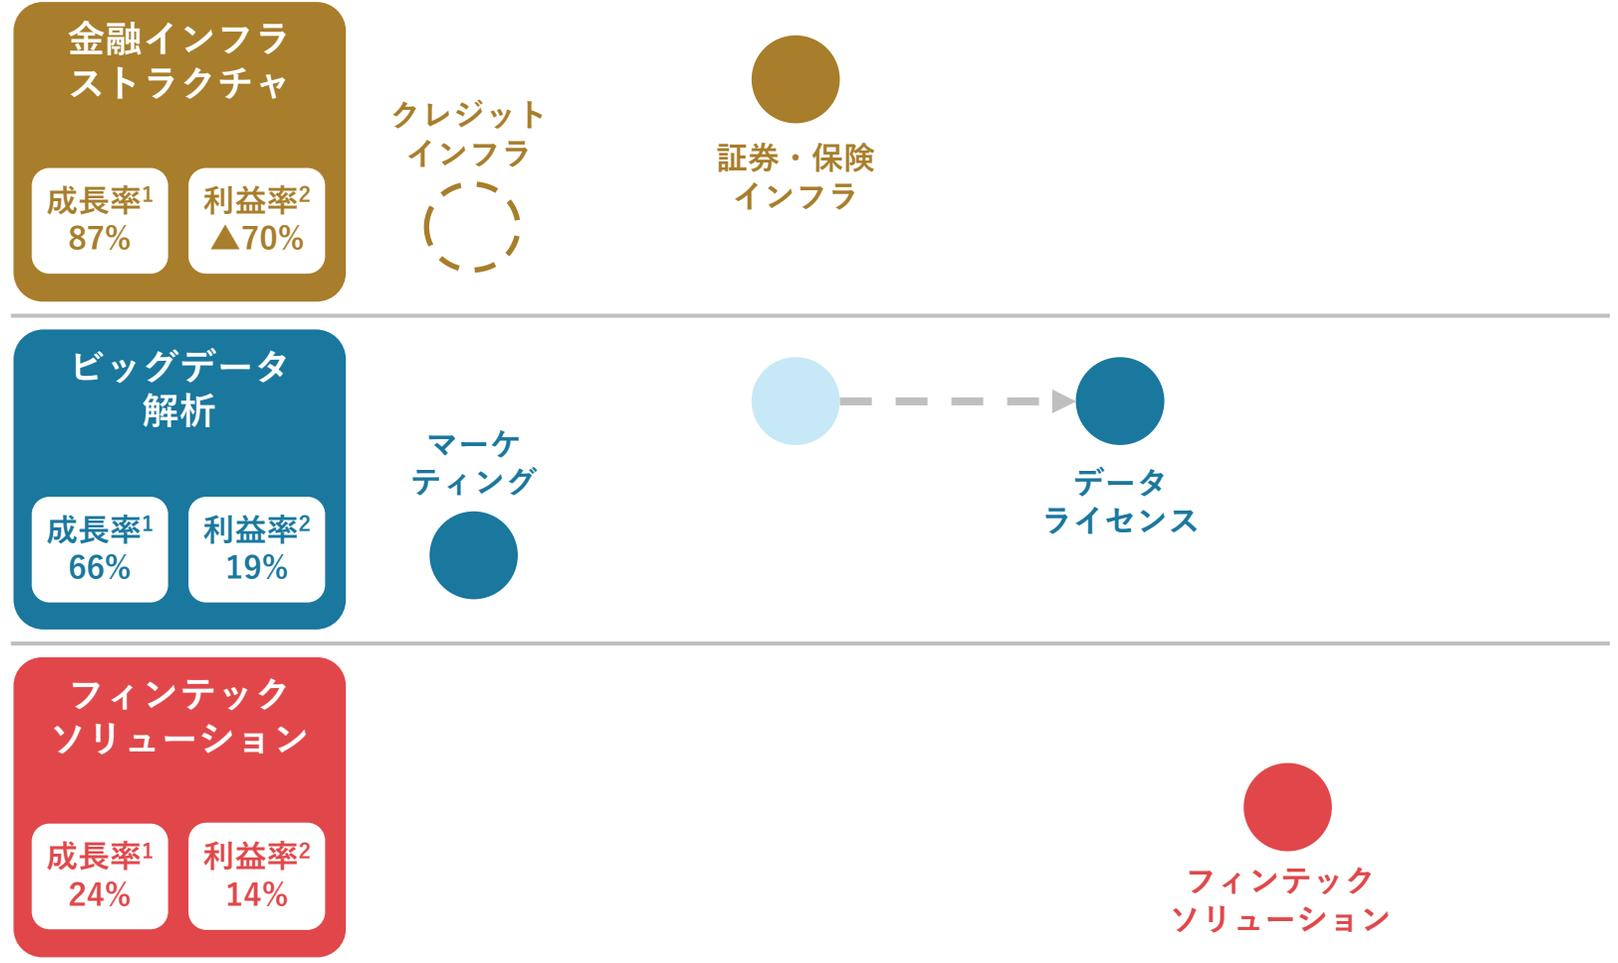 金融インフラ
ストラクチャ
成長率1
87%
利益率2
▲70%
クレジット
インフラ
証券・保険
インフラ
ビッグデータ
解析
成長率1
66%
利益率2
19%
マーケ
ティング
データ
ライセンス
フィンテック
ソリューション
成長率1
24%
利益率2
14%
フィンテック
ソリューション